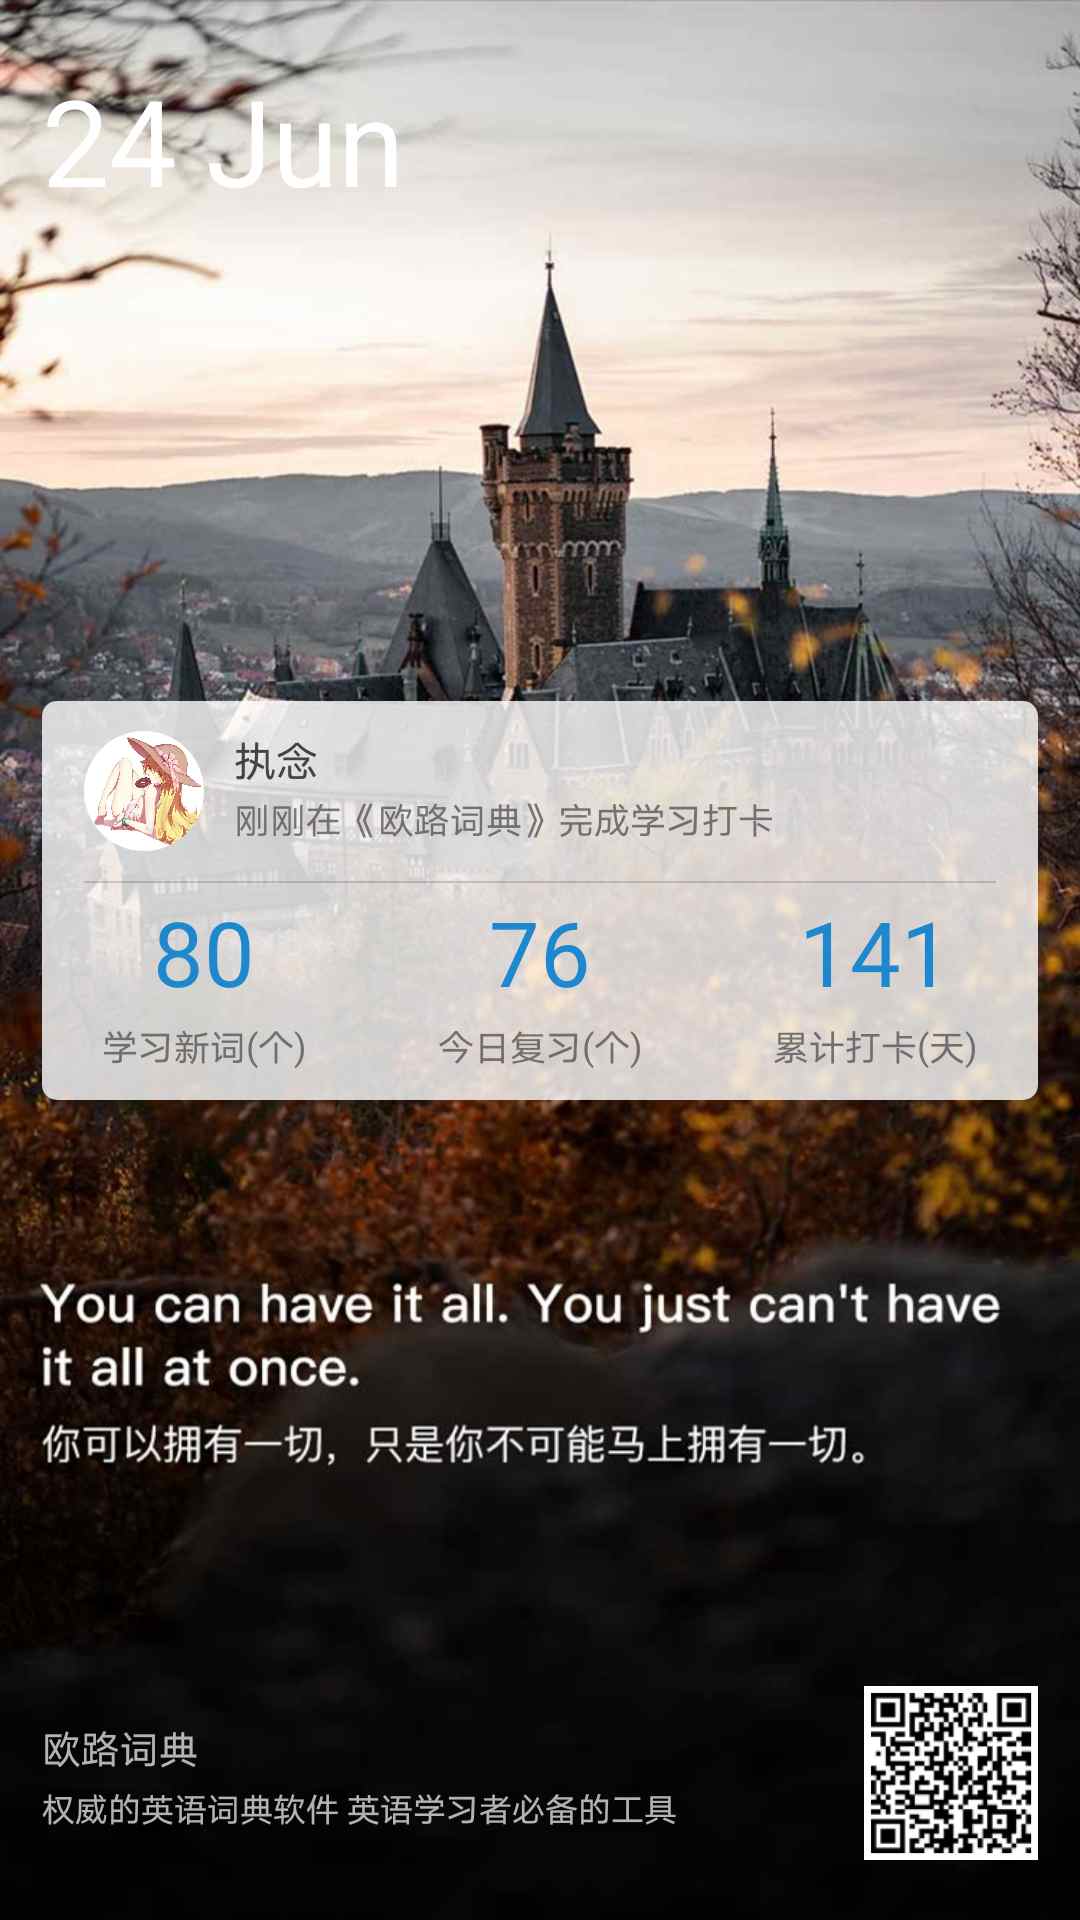 24 Jun
执念
刚刚在《欧路词典》完成学习打卡
80 76 141
学习新词(个) 今日复习(个) 累计打卡(天)
You can have it all. You just can't have
it all at once.
你可以拥有一切，只是你不可能马上拥有一切。
欧路词典
权威的英语词典软件 英语学习者必备的工具